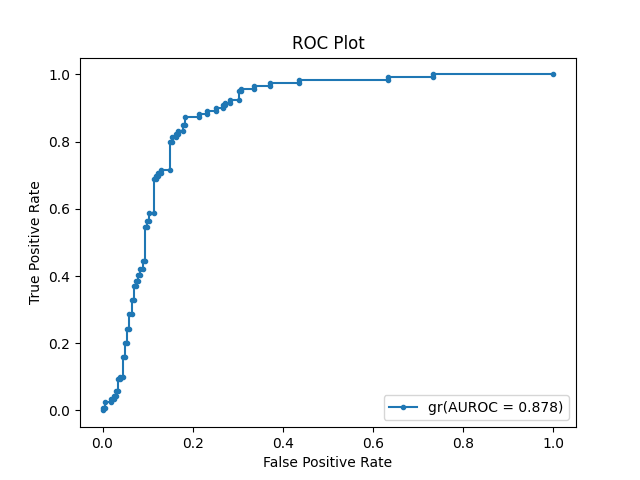 ROC Plot
True Positive Rate
1.0
0.8
0.6
0.4
0.2
0.0
0.0 0.2 0.4 0.6 0.8 1.0
False Positive Rate
gr(AUROC = 0.878)